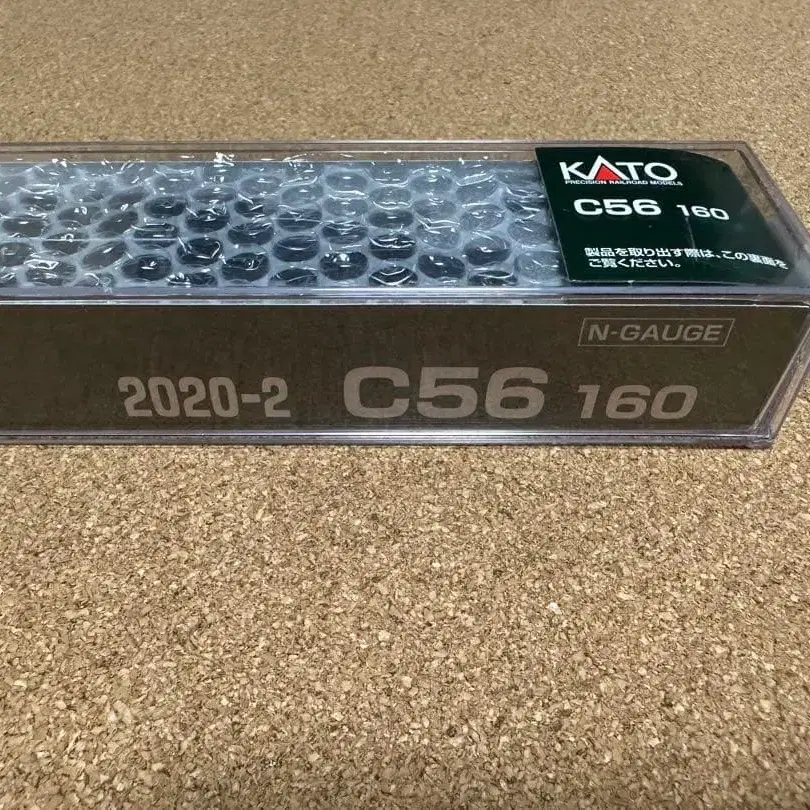 KATO
PRECISION RAILROAD MODELS
C56 160
製品を取り出す際は、この裏面を
ご覧ください。
N-GAUGE
2020-2 C56 160